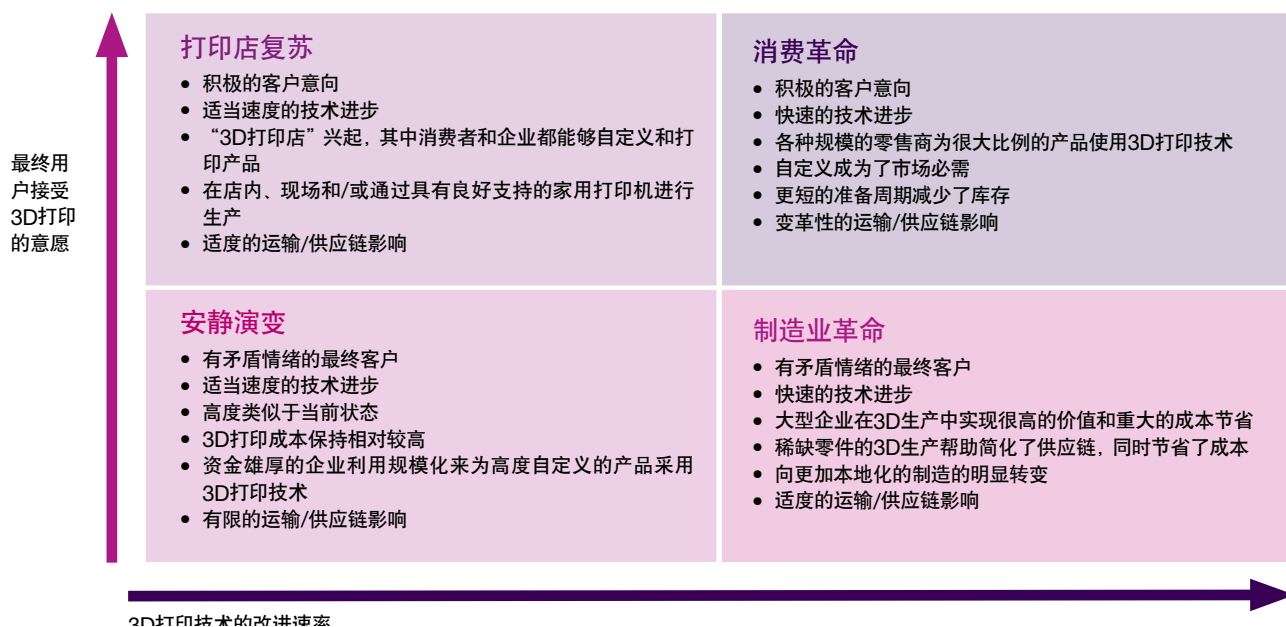 最终用
户接受
3D打印
的意愿
打印店复苏
• 积极的客户意向
• 适当速度的技术进步
• “3D打印店”兴起，其中消费者和企业都能够自定义和打
印产品
• 在店内、现场和/或通过具有良好支持的家用打印机进行
生产
• 适度的运输/供应链影响
消费革命
• 积极的客户意向
• 快速的技术进步
• 各种规模的零售商为很大比例的产品使用3D打印技术
• 自定义成为了市场必需
• 更短的准备周期减少了库存
• 变革性的运输/供应链影响
安静演变
• 有矛盾情绪的最终客户
• 适当速度的技术进步
• 高度类似于当前状态
• 3D打印成本保持相对较高
• 资金雄厚的企业利用规模化来为高度自定义的产品采用
3D打印技术
• 有限的运输/供应链影响
制造业革命
• 有矛盾情绪的最终客户
• 快速的技术进步
• 大型企业在3D生产中实现很高的价值和重大的成本节省
• 稀缺零件的3D生产帮助简化了供应链，同时节省了成本
• 向更加本地化的制造的明显转变
• 适度的运输/供应链影响
3D打印技术的改进速率